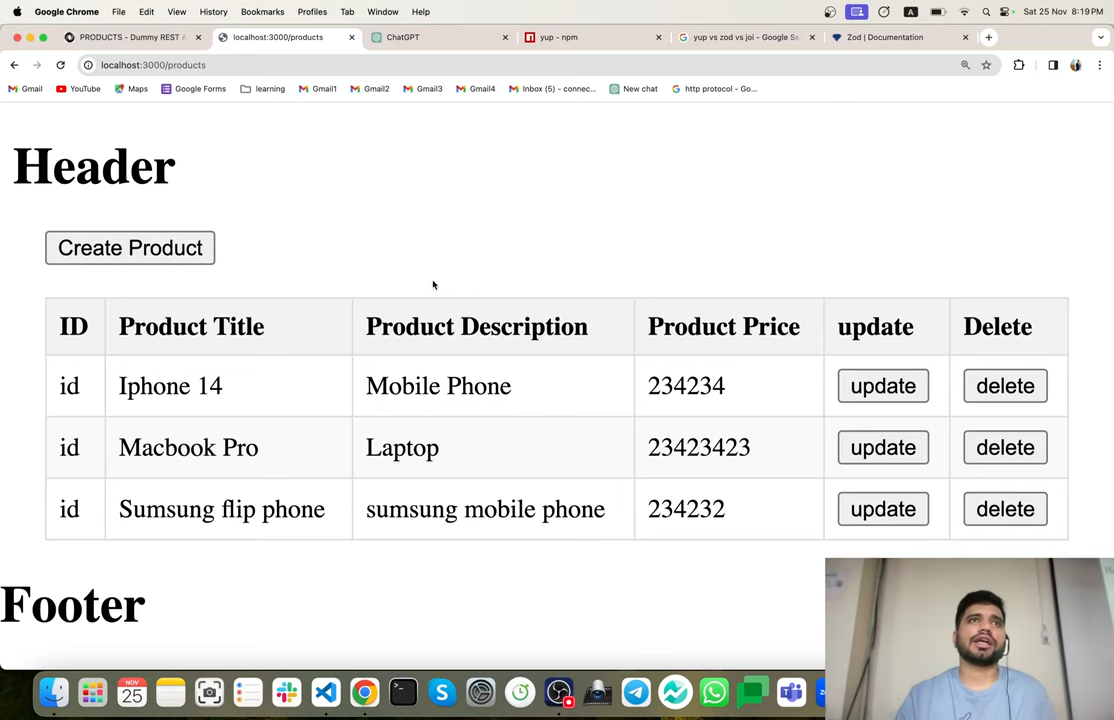 Google Chrome File Edit View History Bookmarks Profiles Tab Window Help A Sat 25 Nov 8:19 PM
PRODUCTS - Dummy REST A localhost:3000/products ChatGPT yup - npm yup vs zod vs joi - Google Se Zod | Documentation
localhost:3000/products
Gmail YouTube Maps Google Forms learning Gmail1 Gmail2 Gmail3 Gmail4 Inbox (5) - connec... New chat http protocol - Go...
Header
Create Product
ID Product Title Product Description Product Price update Delete
id Iphone 14 Mobile Phone 234234 update delete
id Macbook Pro Laptop 23423423 update delete
id Sumsung flip phone sumsung mobile phone 234232 update delete
Footer
NOV
25